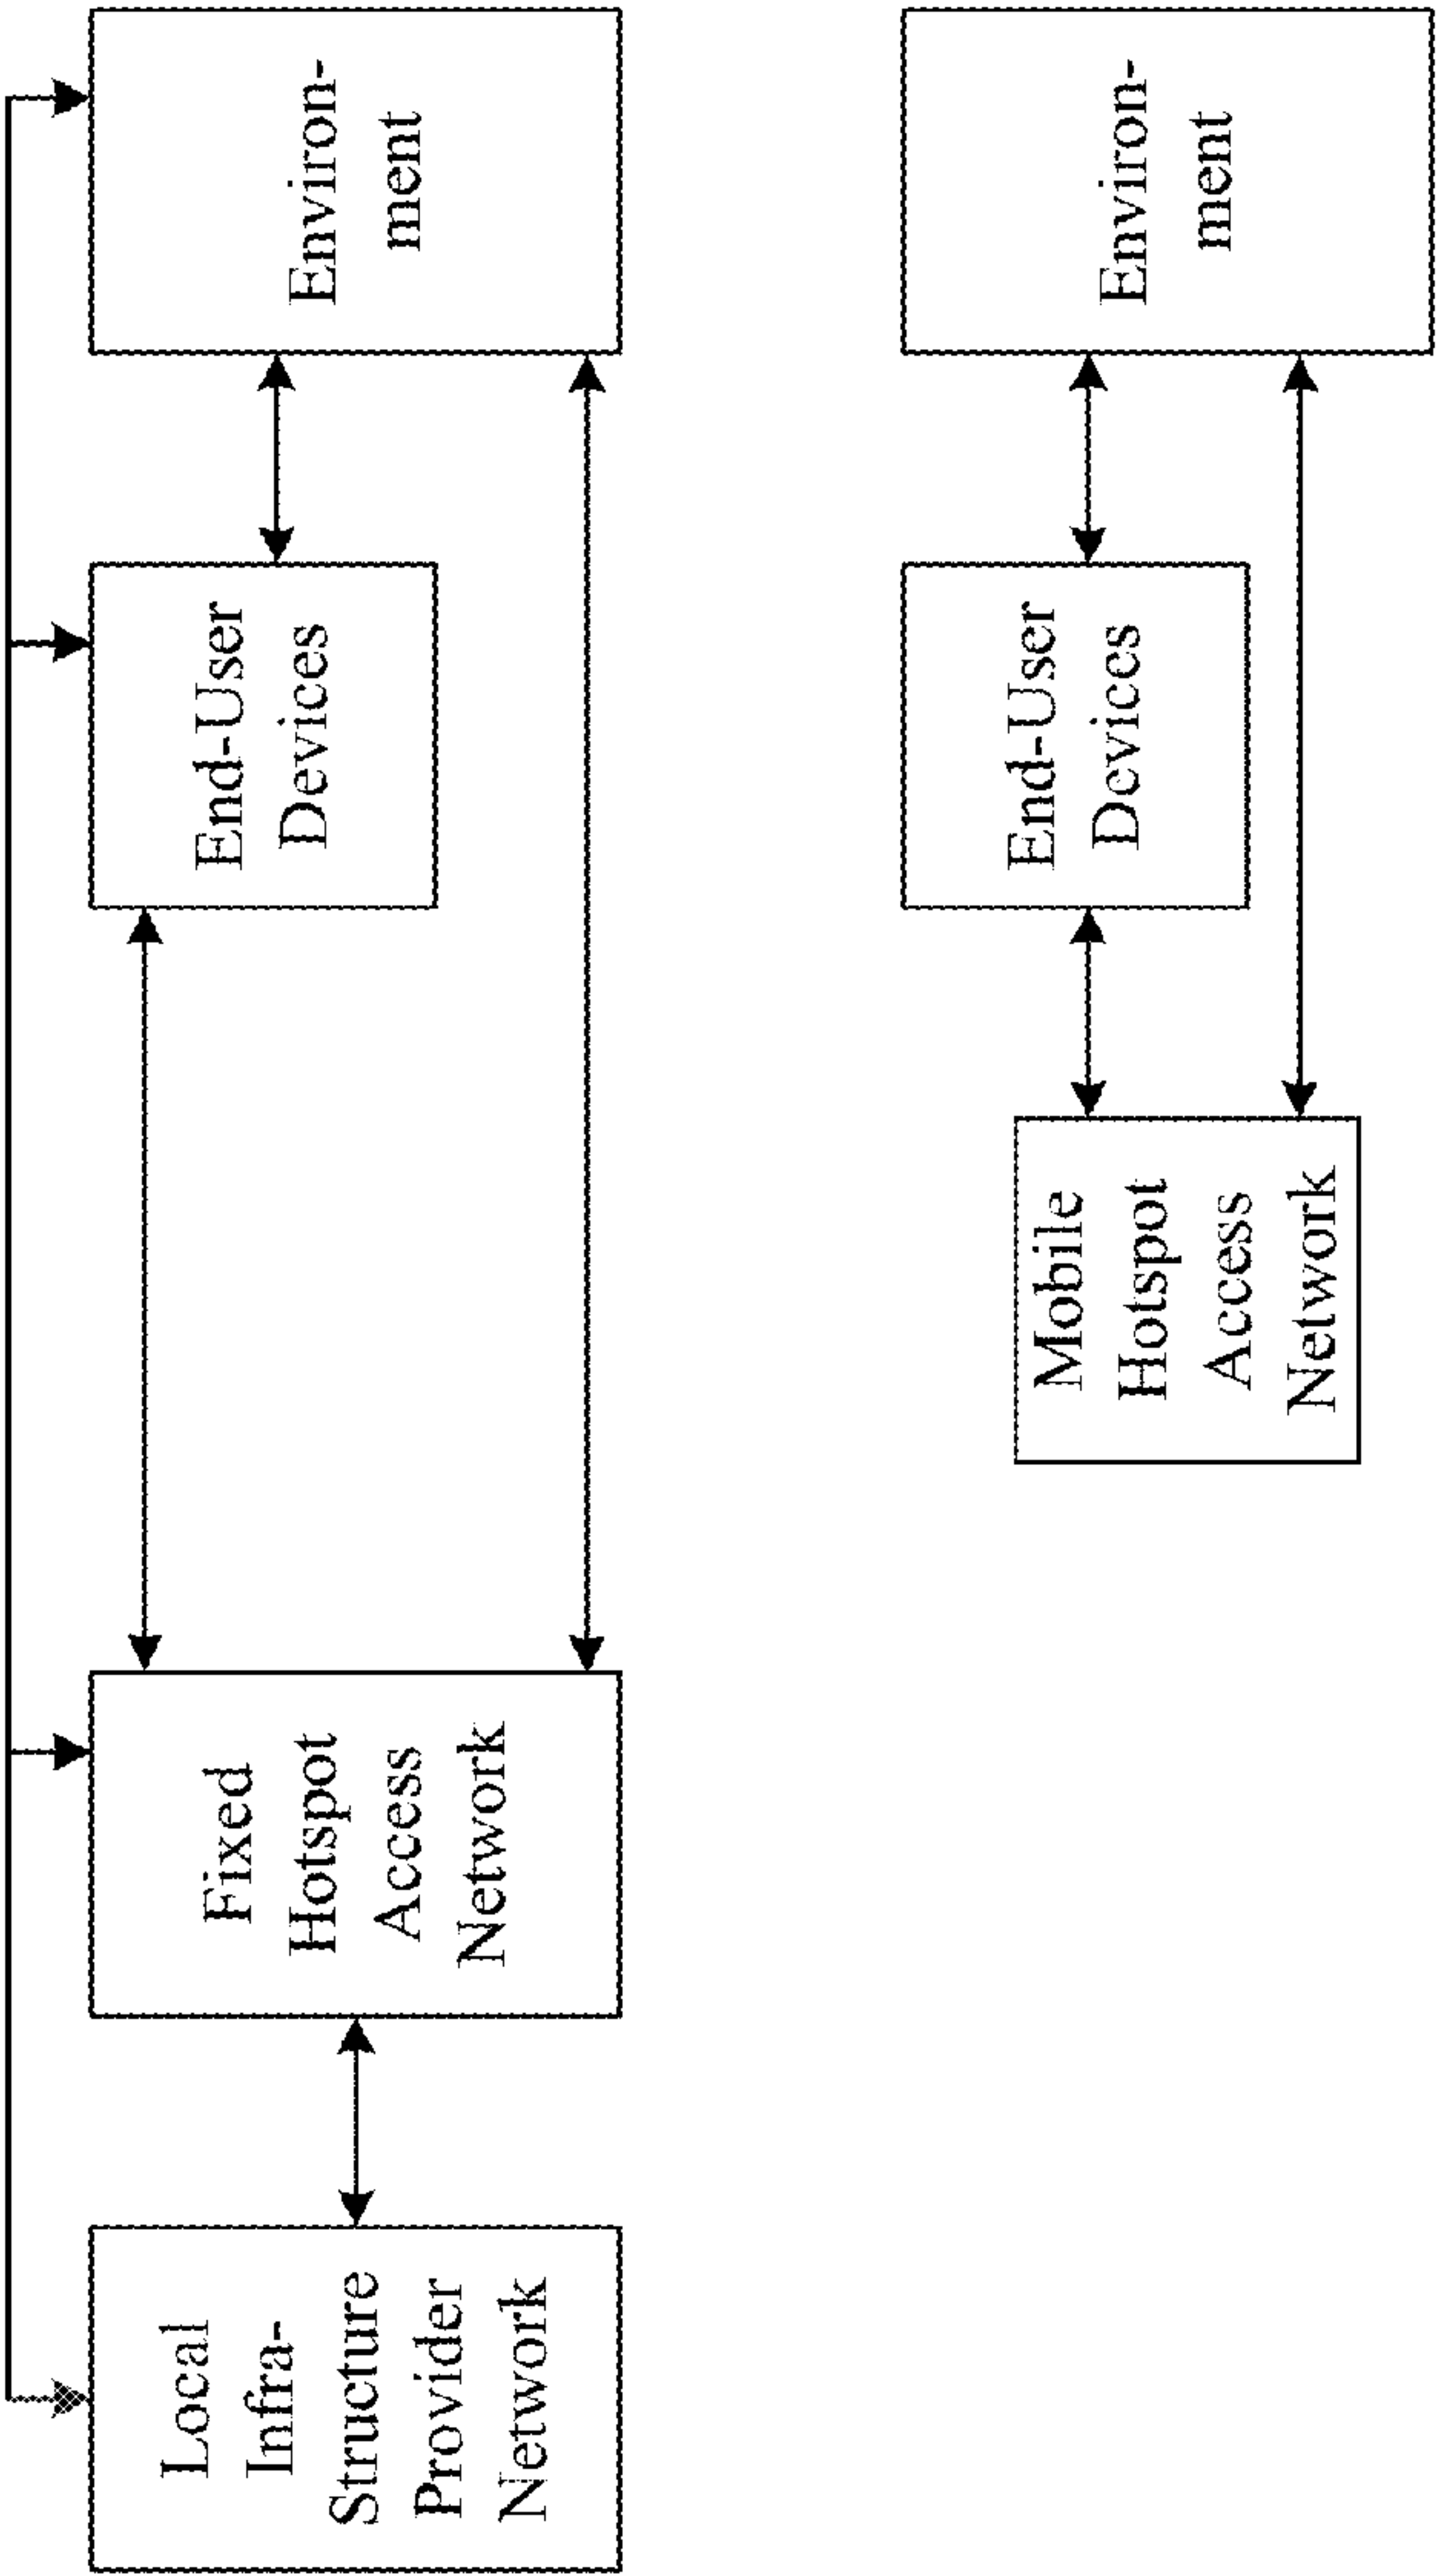 Local
Infra-
Structure
Provider
Network
Fixed
Hotspot
Access
Network
End-User
Devices
Environ-
ment
Mobile
Hotspot
Access
Network
End-User
Devices
Environ-
ment